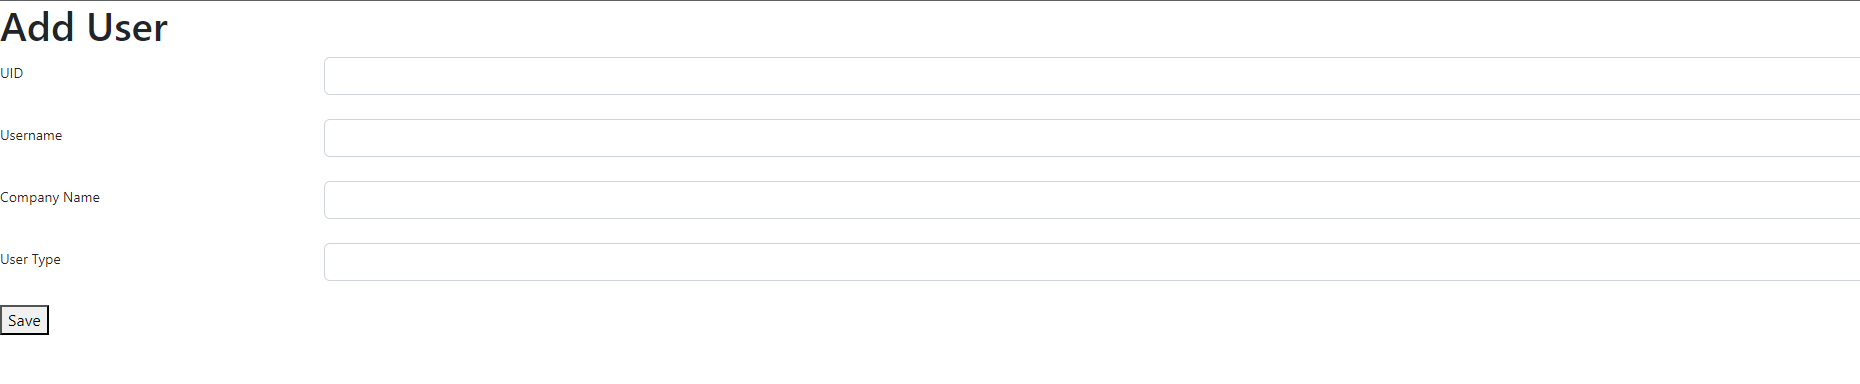 Add User
UID
Username
Company Name
User Type
Save